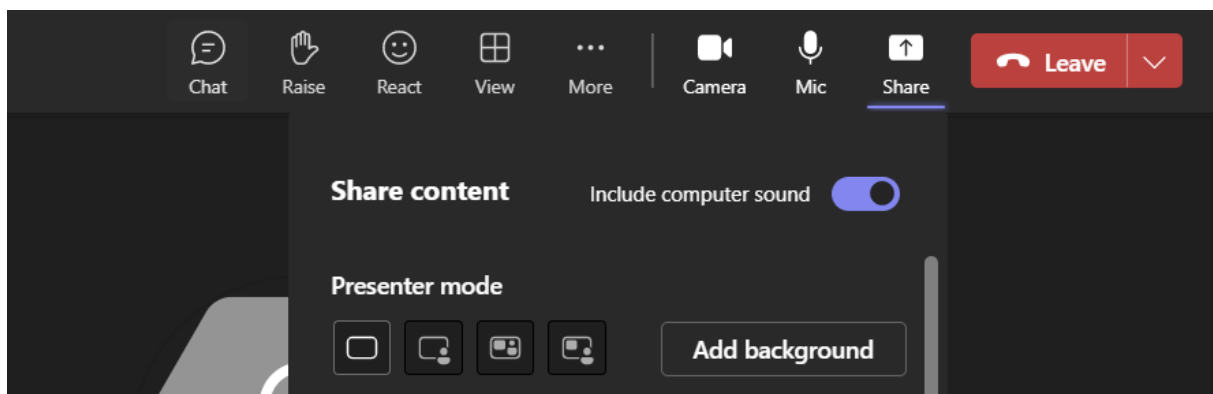 Chat Raise React View More Camera Mic Share Leave
Share content Include computer sound
Presenter mode
Add background